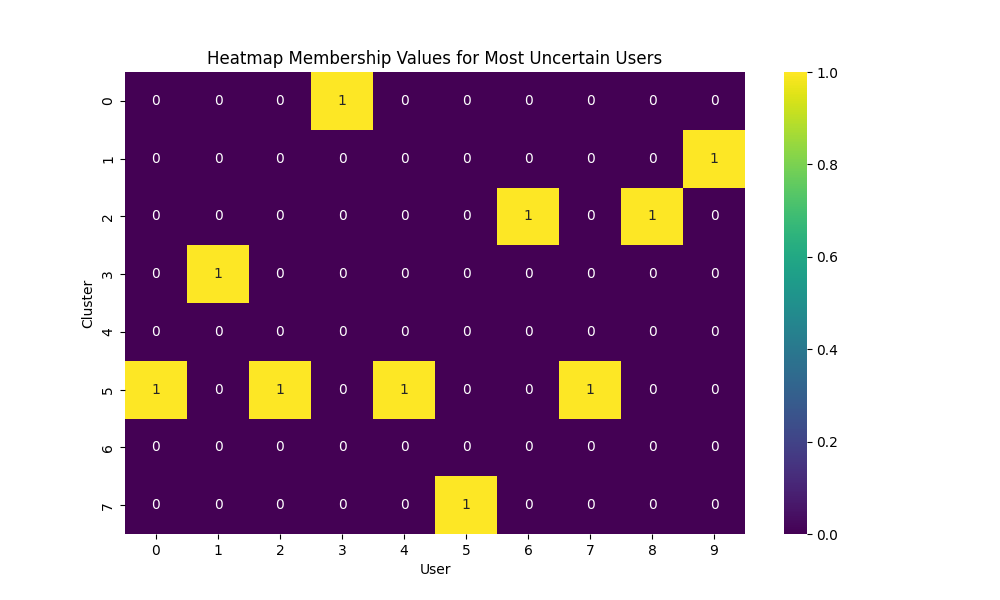 Heatmap Membership Values for Most Uncertain Users
0 0 0 0 1 0 0 0 0 0 0
1 0 0 0 0 0 0 0 0 0 1
2 0 0 0 0 0 0 1 0 1 0
3 0 1 0 0 0 0 0 0 0 0
4 0 0 0 0 0 0 0 0 0 0
5 1 0 1 0 1 0 0 1 0 0
6 0 0 0 0 0 0 0 0 0 0
7 0 0 0 0 0 1 0 0 0 0
0 1 2 3 4 5 6 7 8 9
User
Cluster
1.0
0.8
0.6
0.4
0.2
0.0